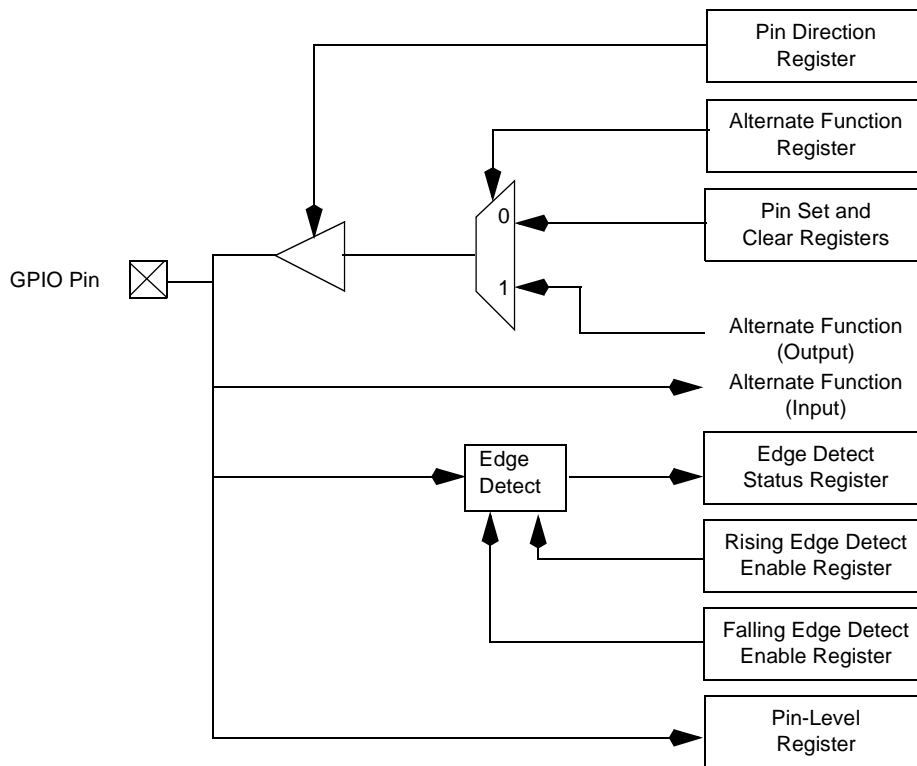 Pin Direction
Register
Alternate Function
Register
0
Pin Set and
Clear Registers
GPIO Pin
1
Alternate Function
(Output)
Alternate Function
(Input)
Edge
Detect
Edge Detect
Status Register
Rising Edge Detect
Enable Register
Falling Edge Detect
Enable Register
Pin-Level
Register